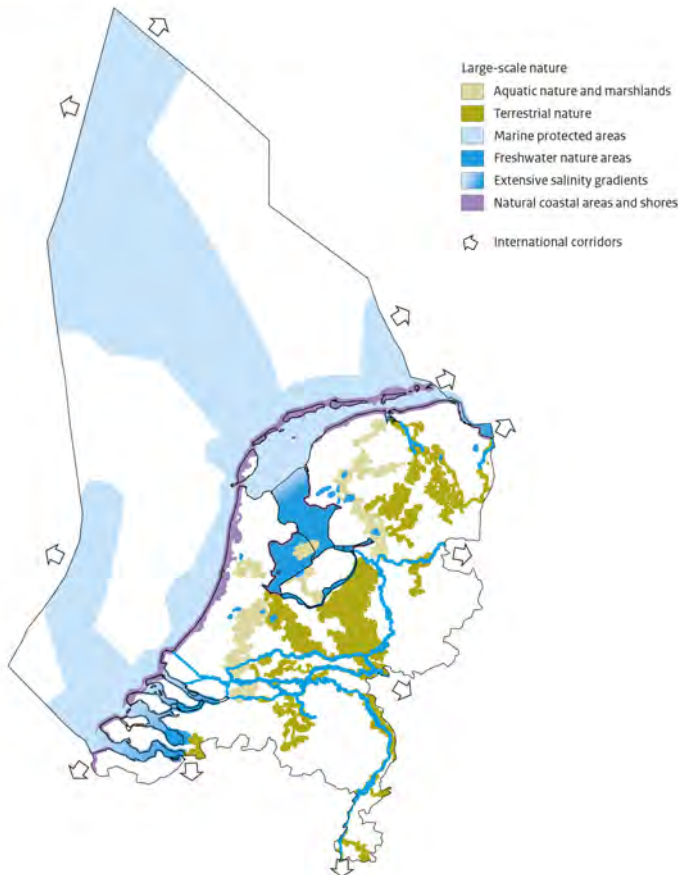 Large-scale nature
Aquatic nature and marshlands
Terrestrial nature
Marine protected areas
Freshwater nature areas
Extensive salinity gradients
Natural coastal areas and shores
International corridors